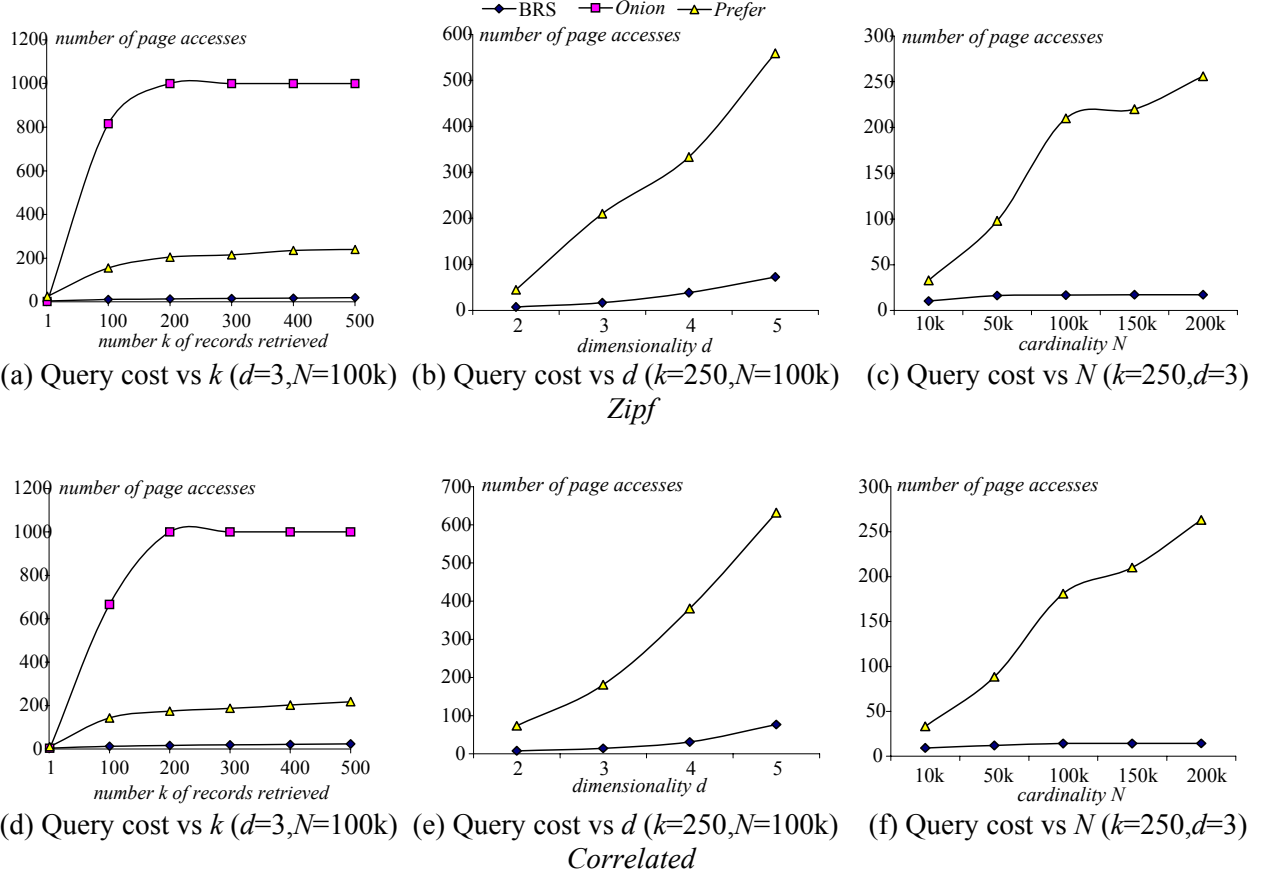 BRS Onion Prefer
number of page accesses
1200
1000
800
600
400
200
0
1 100 200 300 400 500
number k of records retrieved
number of page accesses
600
500
400
300
200
100
0
2 3 4 5
dimensionality d
number of page accesses
300
250
200
150
100
50
0
10k 50k 100k 150k 200k
cardinality N
(a) Query cost vs k (d=3,N=100k) (b) Query cost vs d (k=250,N=100k) (c) Query cost vs N (k=250,d=3)
Zipf
number of page accesses
1200
1000
800
600
400
200
0
1 100 200 300 400 500
number k of records retrieved
number of page accesses
700
600
500
400
300
200
100
0
2 3 4 5
dimensionality d
number of page accesses
300
250
200
150
100
50
0
10k 50k 100k 150k 200k
cardinality N
(d) Query cost vs k (d=3,N=100k) (e) Query cost vs d (k=250,N=100k) (f) Query cost vs N (k=250,d=3)
Correlated